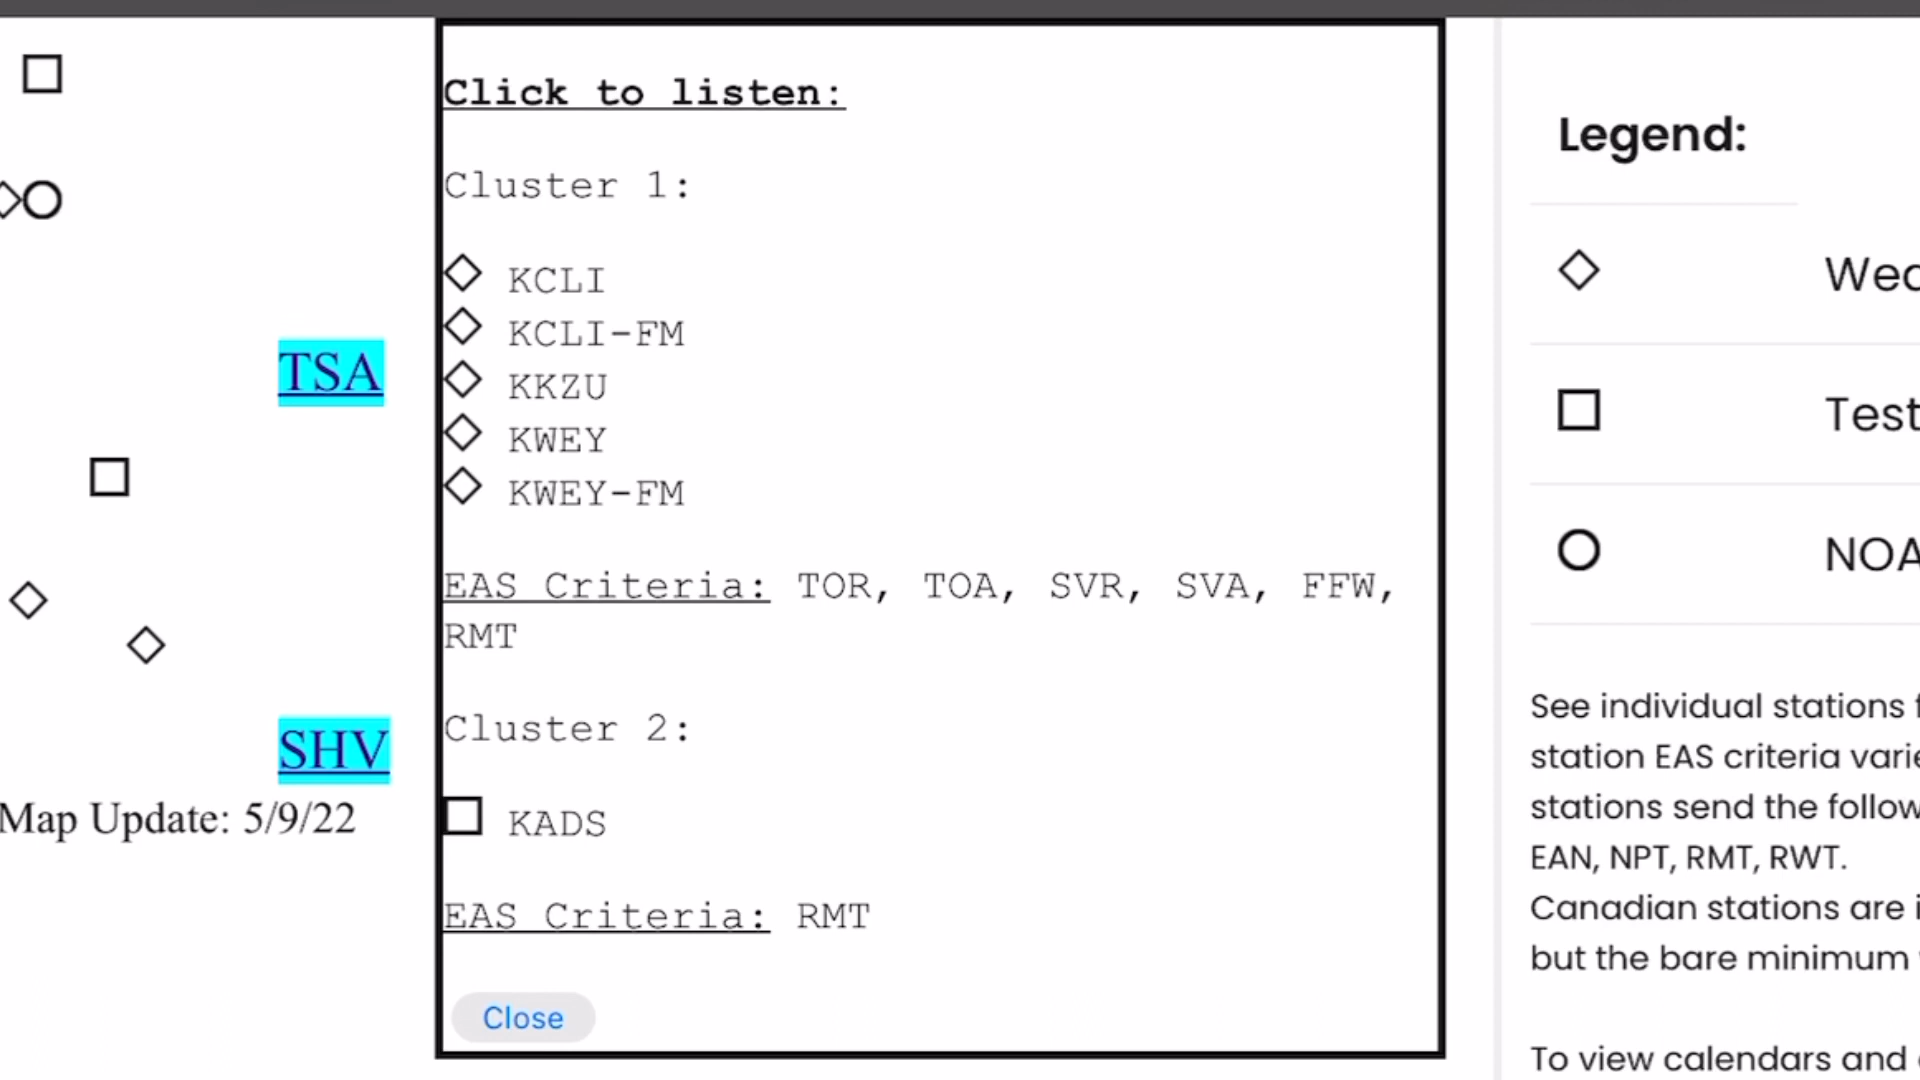 TSA
SHV
Map Update: 5/9/22
Click to listen:
Cluster 1:
KCLI
KCLI-FM
KKZU
KWEY
KWEY-FM
EAS Criteria: TOR, TOA, SVR, SVA, FFW,
RMT
Cluster 2:
KADS
EAS Criteria: RMT
Close
Legend:
Test
See individual stations
station EAS criteria
stations send the
EAN, NPT, RMT, RWT.
Canadian stations are
but the bare minimum
To view calendars and